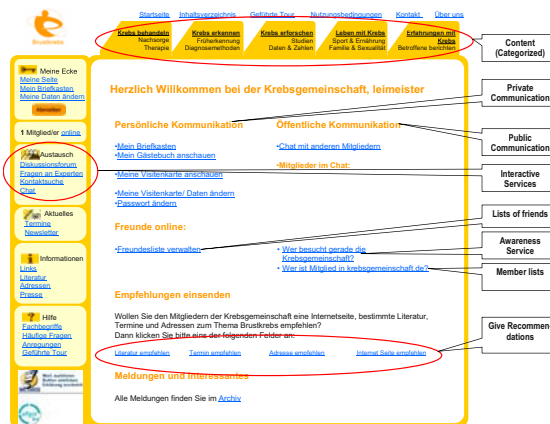 Startseite Inhaltsverzeichnis Geführte Tour Nutzungsbedingungen Kontakt Über uns
Brustkrebs
Krebs behandeln
Nachsorge
Therapie
Krebs erkennen
Früherkennung
Diagnosemethoden
Krebs erforschen
Studien
Daten & Zahlen
Leben mit Krebs
Sport & Ernährung
Familie & Sexualität
Erfahrungen mit
Krebs
Betroffene berichten
Content
(Categorized)
Meine Ecke
Meine Seite
Mein Briefkasten
Meine Daten ändern
Abmelden
1 Mitglied/er online
Austausch
Diskussionsforum
Fragen an Experten
Kontaktsuche
Chat
Aktuelles
Termine
Newsletter
Informationen
Links
Literatur
Adressen
Presse
Hilfe
Fachbegriffe
Häufige Fragen
Anregungen
Geführte Tour
Herzlich Willkommen bei der Krebsgemeinschaft, leimeister
Persönliche Kommunikation
•Mein Briefkasten
•Mein Gästebuch anschauen
•Meine Visitenkarte anschauen
•Meine Visitenkarte/ Daten ändern
•Passwort ändern
Öffentliche Kommunikation
•Chat mit anderen Mitgliedern
•Mitglieder im Chat:
Freunde online:
•Freundesliste verwalten
• Wer besucht gerade die
Krebsgemeinschaft?
• Wer ist Mitglied in krebsgemeinschaft.de?
Empfehlungen einsenden
Wollen Sie den Mitgliedern der Krebsgemeinschaft eine Internetseite, bestimmte Literatur,
Termine und Adressen zum Thema Brustkrebs empfehlen?
Dann klicken Sie bitte eins der folgenden Felder an:
Literatur empfehlen Termin empfehlen Adresse empfehlen Internet Seite empfehlen
Meldungen und Interessantes
Alle Meldungen finden Sie im Archiv
Private
Communication
Public
Communication
Interactive
Services
Lists of friends
Awareness
Service
Member lists
Give Recommen-
dations